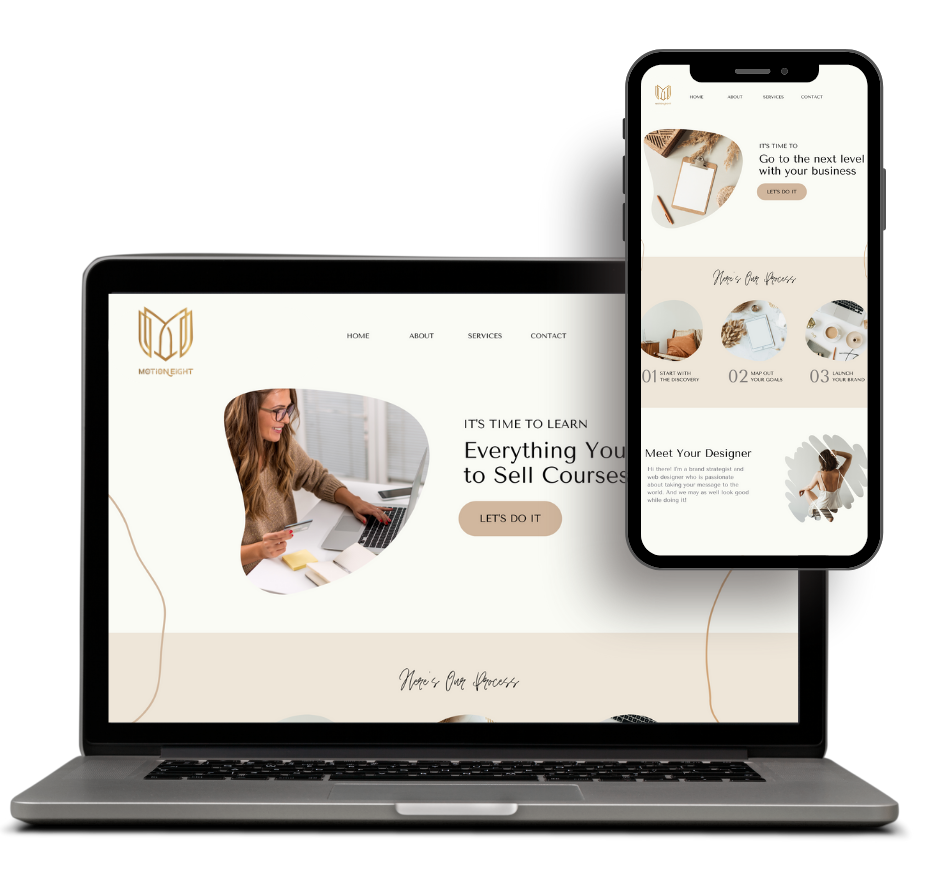 MOTION EIGHT
HOME ABOUT SERVICES CONTACT
IT'S TIME TO LEARN
Everything You
to Sell Courses
LET'S DO IT
Here's Our Process
HOME ABOUT SERVICES CONTACT
IT'S TIME TO
Go to the next level
with your business
LET'S DO IT
Here's Our Process
01 START WITH
THE DISCOVERY
02 MAP OUT
YOUR GOALS
03 LAUNCH
YOUR BRAND
Meet Your Designer
Hi there! I'm a brand strategist and
web designer who is passionate
about taking your message to the
world. And we may as well look good
while doing it!